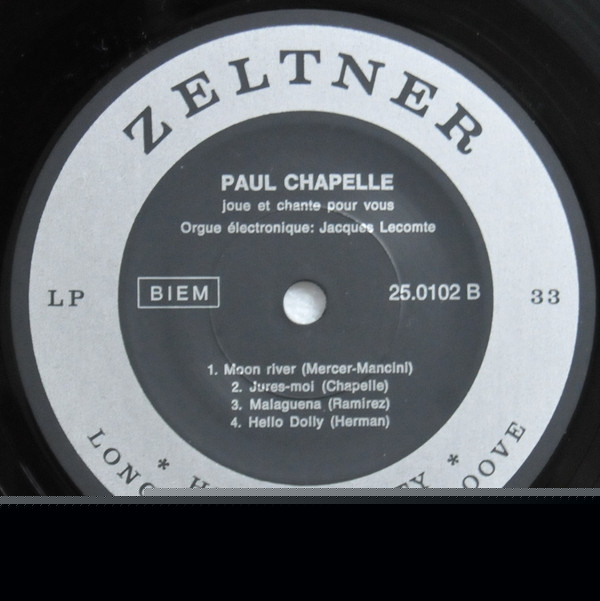 ZELTNER
PAUL CHAPELLE
joue et chante pour vous
Orgue électronique: Jacques Lecomte
LP
BIEM
25.0102 B
33
1. Moon river (Mercer-Mancini)
2. Jures-moi (Chapelle)
3. Malaguena (Ramirez)
4. Hello Dolly (Herman)